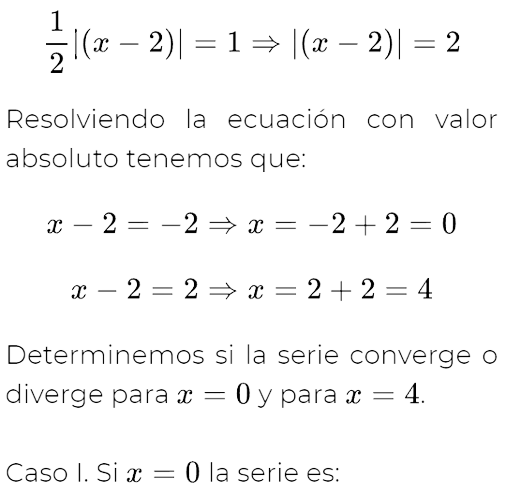 1/2 |(x − 2)| = 1 ⇒ |(x − 2)| = 2
Resolviendo la ecuación con valor
absoluto tenemos que:
x − 2 = −2 ⇒ x = −2 + 2 = 0
x − 2 = 2 ⇒ x = 2 + 2 = 4
Determinemos si la serie converge o
diverge para x = 0 y para x = 4.
Caso I. Si x = 0 la serie es: